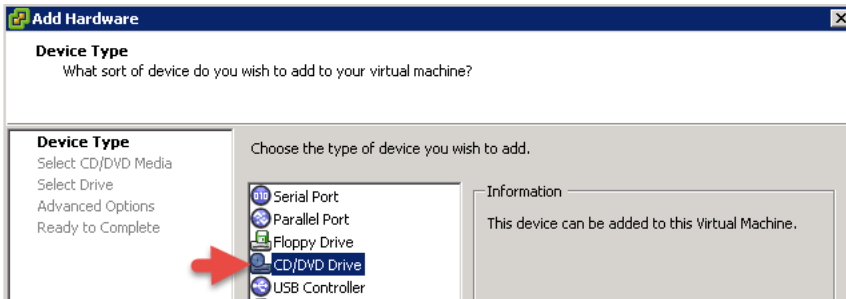 Add Hardware
Device Type
What sort of device do you wish to add to your virtual machine?
Device Type
Select CD/DVD Media
Select Drive
Advanced Options
Ready to Complete
Choose the type of device you wish to add.
Serial Port
Parallel Port
Floppy Drive
CD/DVD Drive
USB Controller
Information
This device can be added to this Virtual Machine.